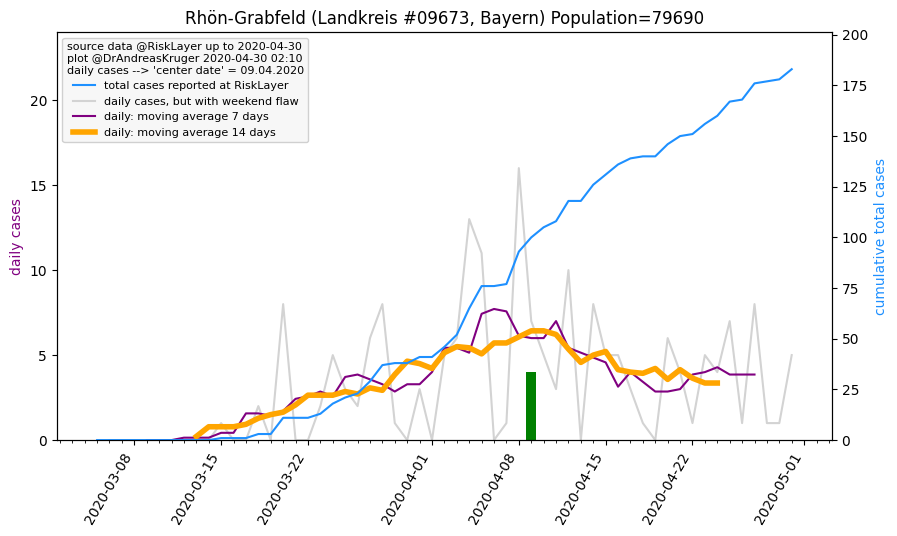 Rhön-Grabfeld (Landkreis #09673, Bayern) Population=79690
source data @RiskLayer up to 2020-04-30
plot @DrAndreasKruger 2020-04-30 02:10
daily cases --> 'center date' = 09.04.2020
total cases reported at RiskLayer
daily cases, but with weekend flaw
daily: moving average 7 days
daily: moving average 14 days
daily cases
20
15
10
5
0
200
175
150
125
100
75
50
25
0
cumulative total cases
2020-03-08
2020-03-15
2020-03-22
2020-04-01
2020-04-08
2020-04-15
2020-04-22
2020-05-01